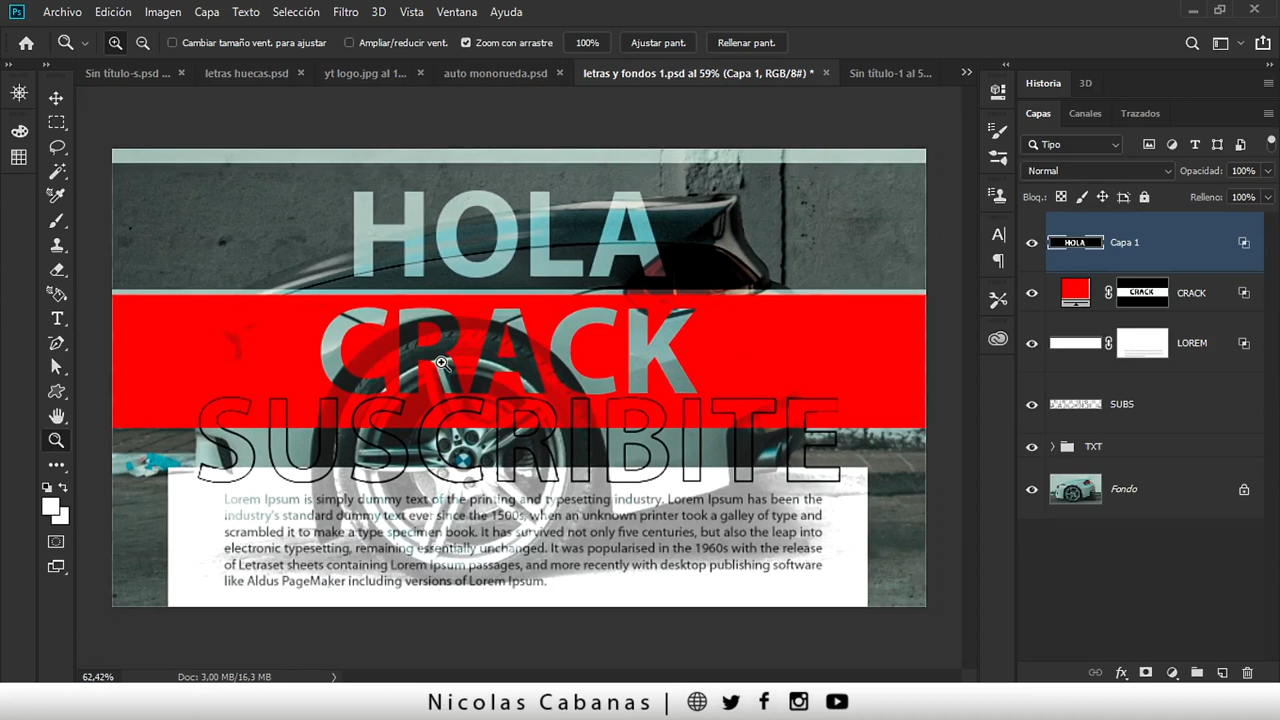 Ps Archivo Edición Imagen Capa Texto Selección Filtro 3D Vista Ventana Ayuda
Cambiar tamaño vent. para ajustar Ampliar/reducir vent. Zoom con arrastre 100% Ajustar pant. Rellenar pant.
Sin título-s.psd ... × letras huecas.psd × yt logo.jpg al 1... × auto monorueda.psd × letras y fondos 1.psd al 59% (Capa 1, RGB/8#) * × Sin título-1 al 5...
Historia 3D
Capas Canales Trazados
Tipo
Normal Opacidad: 100%
Bloq.: Relleno: 100%
HOLA Capa 1
CRACK CRACK
LOREM
SUBS
TXT
Fondo
HOLA
CRACK
SUSCRIBITE
Lorem Ipsum is simply dummy text of the printing and typesetting industry. Lorem Ipsum has been the
industry's standard dummy text ever since the 1500s, when an unknown printer took a galley of type and
scrambled it to make a type specimen book. It has survived not only five centuries, but also the leap into
electronic typesetting, remaining essentially unchanged. It was popularised in the 1960s with the release
of Letraset sheets containing Lorem Ipsum passages, and more recently with desktop publishing software
like Aldus PageMaker including versions of Lorem Ipsum.
62,42% Doc: 3,00 MB/16,3 MB
Nicolas Cabanas |